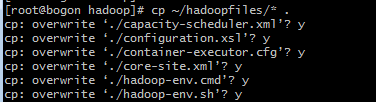 [root@bogon hadoop]# cp ~/hadoopfiles/* .
cp: overwrite ‘./capacity-scheduler.xml’? y
cp: overwrite ‘./configuration.xsl’? y
cp: overwrite ‘./container-executor.cfg’? y
cp: overwrite ‘./core-site.xml’? y
cp: overwrite ‘./hadoop-env.cmd’? y
cp: overwrite ‘./hadoop-env.sh’? y